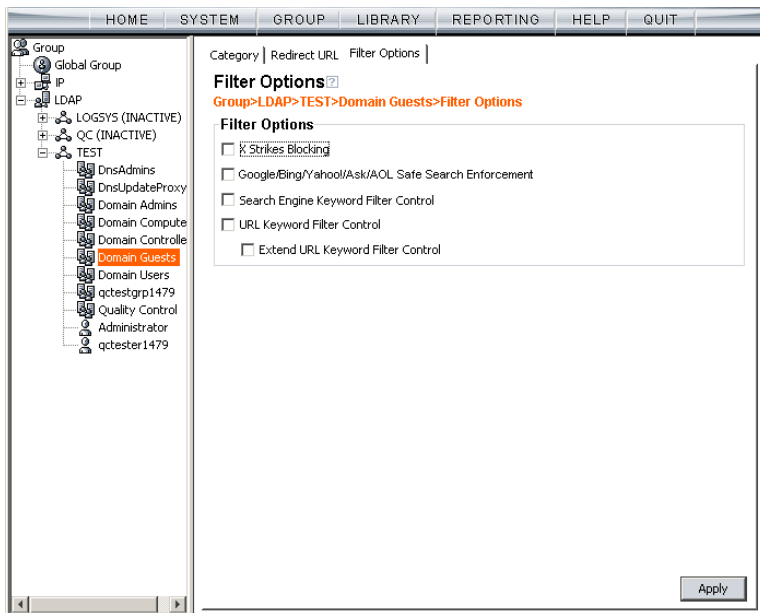 HOME SYSTEM GROUP LIBRARY REPORTING HELP QUIT
Group
Global Group
IP
LDAP
LOGSYS (INACTIVE)
QC (INACTIVE)
TEST
DnsAdmins
DnsUpdateProxy
Domain Admins
Domain Compute
Domain Controlle
Domain Guests
Domain Users
qctestgrp1479
Quality Control
Administrator
qctester1479
Category Redirect URL Filter Options
Filter Options ?
Group>LDAP>TEST>Domain Guests>Filter Options
Filter Options
X Strikes Blocking
Google/Bing/Yahoo!/Ask/AOL Safe Search Enforcement
Search Engine Keyword Filter Control
URL Keyword Filter Control
Extend URL Keyword Filter Control
Apply